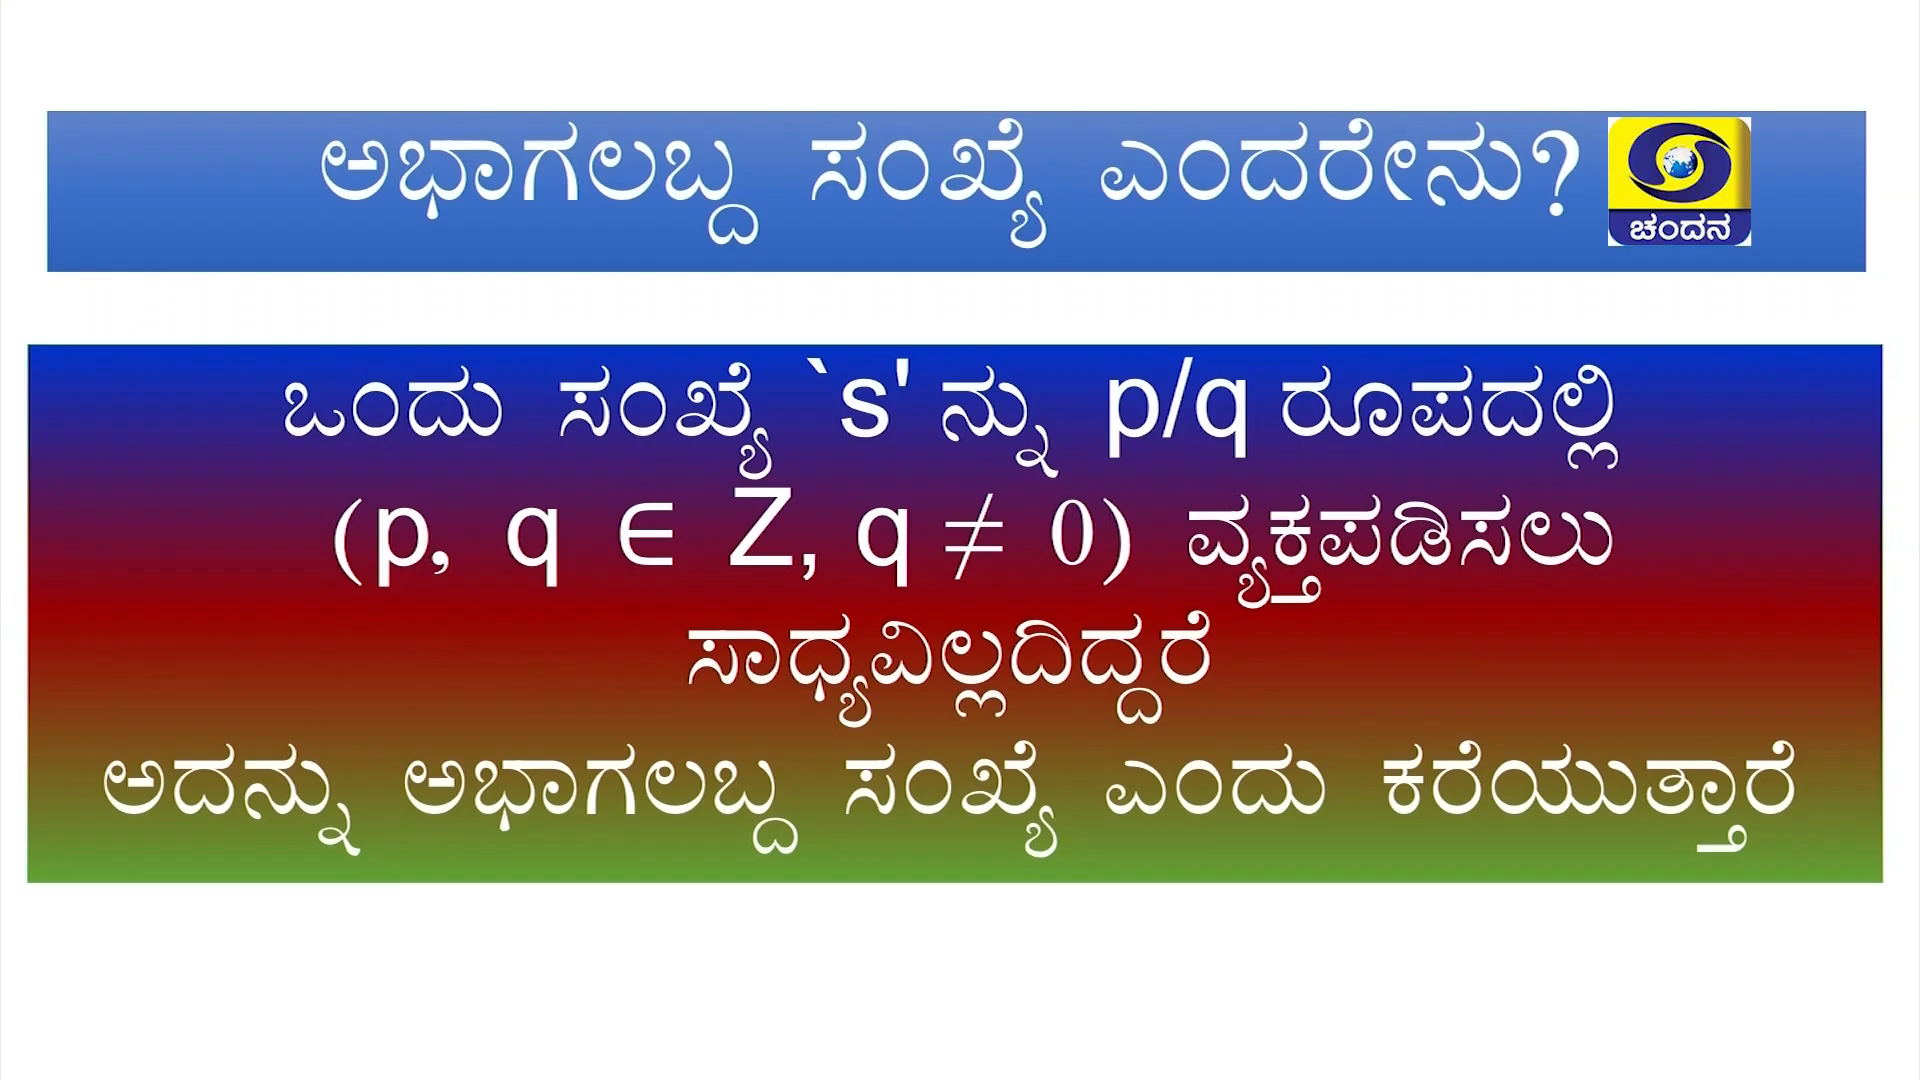 ಅಭಾಗಲಬ್ದ ಸಂಖ್ಯೆ ಎಂದರೇನು?
ಚಂದನ
ಒಂದು ಸಂಖ್ಯೆ `s' ನ್ನು p/q ರೂಪದಲ್ಲಿ
(p, q ∈ Z, q ≠ 0) ವ್ಯಕ್ತಪಡಿಸಲು
ಸಾಧ್ಯವಿಲ್ಲದಿದ್ದರೆ
ಅದನ್ನು ಅಭಾಗಲಬ್ದ ಸಂಖ್ಯೆ ಎಂದು ಕರೆಯುತ್ತಾರೆ